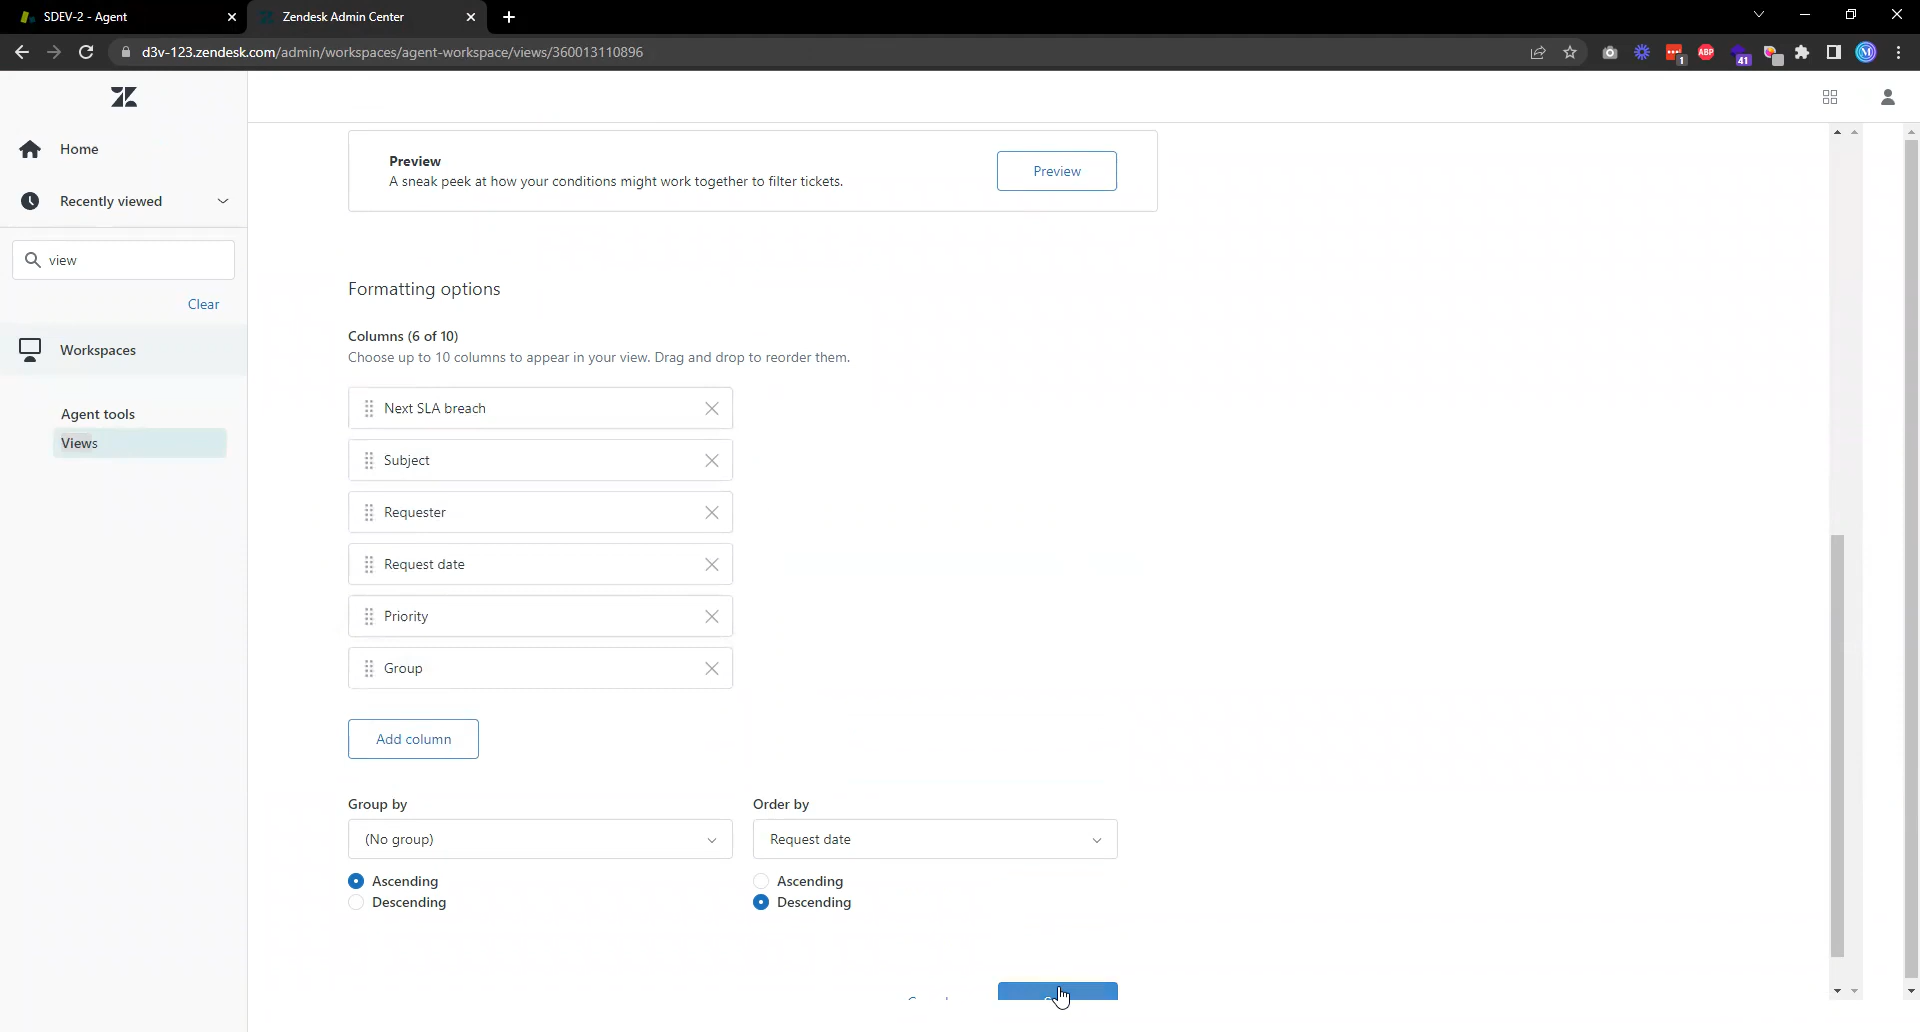 SDEV-2 - Agent
Zendesk Admin Center
d3v-123.zendesk.com/admin/workspaces/agent-workspace/views/360013110896
1
ABP
41
Home
Recently viewed
view
Clear
Workspaces
Agent tools
Views
Preview
A sneak peek at how your conditions might work together to filter tickets.
Preview
Formatting options
Columns (6 of 10)
Choose up to 10 columns to appear in your view. Drag and drop to reorder them.
Next SLA breach
Subject
Requester
Request date
Priority
Group
Add column
Group by
(No group)
Ascending
Descending
Order by
Request date
Ascending
Descending